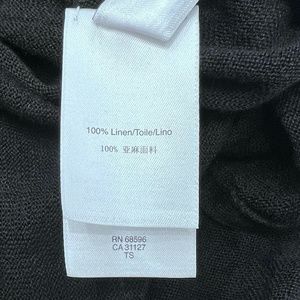 100% Linen/Toile/Lino
100% 亚麻面料
RN 68596
CA 31127
TS